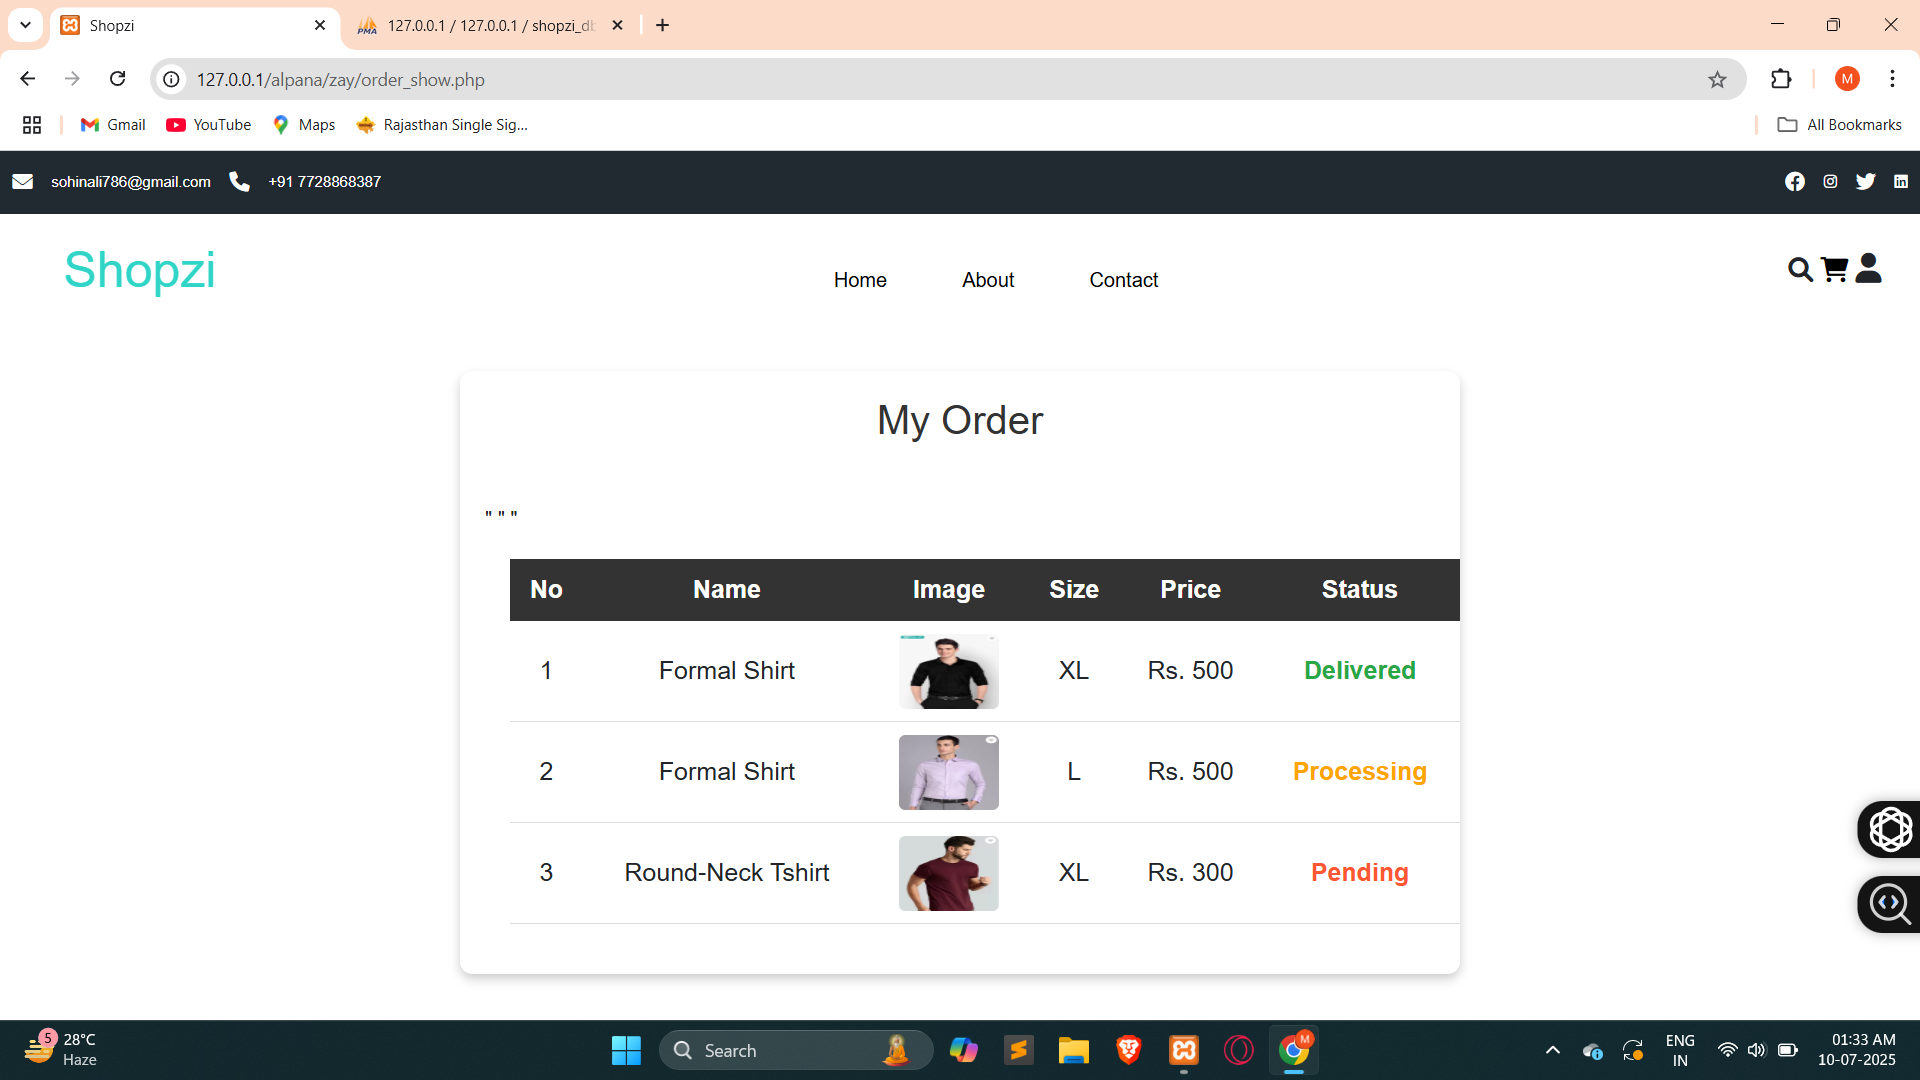 Shopzi
127.0.0.1 / 127.0.0.1 / shopzi_db
127.0.0.1/alpana/zay/order_show.php
M
Gmail
YouTube
Maps
Rajasthan Single Sig...
All Bookmarks
sohinali786@gmail.com
+91 7728868387
Shopzi
Home
About
Contact
My Order
" " "
No Name Image Size Price Status
1 Formal Shirt XL Rs. 500 Delivered
2 Formal Shirt L Rs. 500 Processing
3 Round-Neck Tshirt XL Rs. 300 Pending
5
28°C
Haze
Search
M
ENG
IN
01:33 AM
10-07-2025